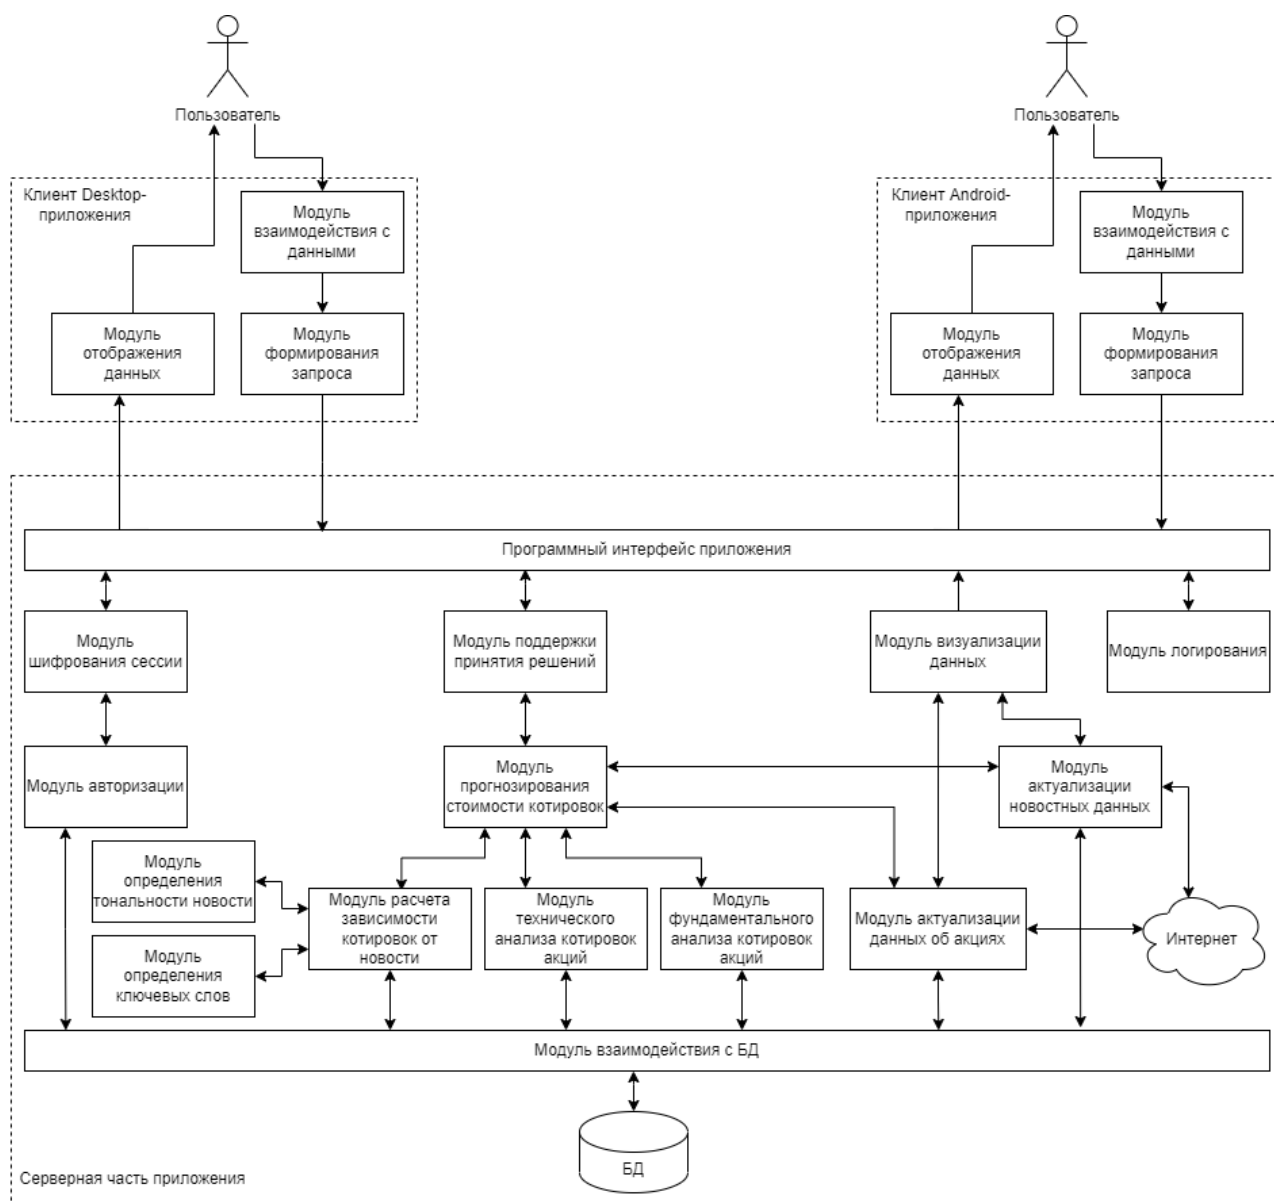 Пользователь
Пользователь
Клиент Desktop-
приложения
Модуль
взаимодействия с
данными
Модуль
отображения
данных
Модуль
формирования
запроса
Клиент Android-
приложения
Модуль
взаимодействия с
данными
Модуль
отображения
данных
Модуль
формирования
запроса
Программный интерфейс приложения
Модуль
шифрования сессии
Модуль поддержки
принятия решений
Модуль визуализации
данных
Модуль логирования
Модуль авторизации
Модуль
прогнозирования
стоимости котировок
Модуль
актуализации
новостных данных
Модуль
определения
тональности новости
Модуль
определения
ключевых слов
Модуль расчета
зависимости
котировок от
новости
Модуль
технического
анализа котировок
акций
Модуль
фундаментального
анализа котировок
акций
Модуль актуализации
данных об акциях
Интернет
Модуль взаимодействия с БД
БД
Серверная часть приложения